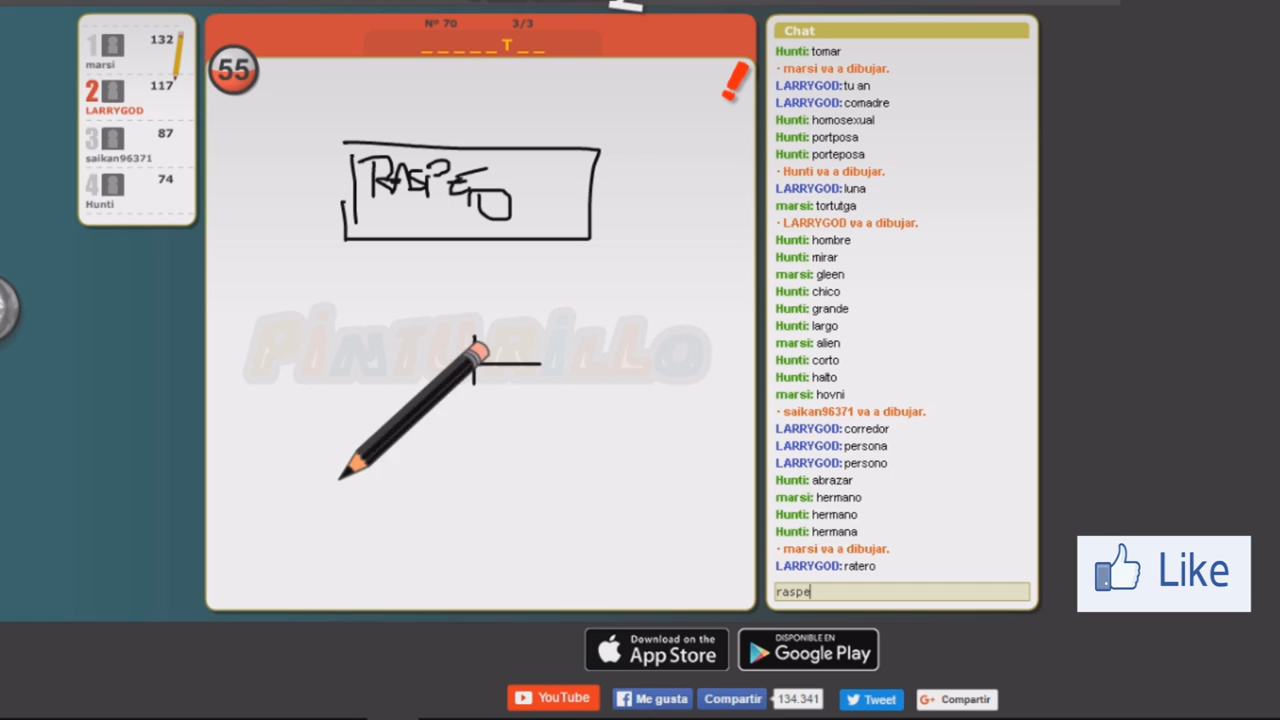 Nº 70 3/3
_ _ _ _ _ T _ _
55
1 132
marsi
2 117
LARRYGOD
3 87
saikan96371
4 74
Hunti
RASPE
PINTURILLO
Chat
Hunti: tomar
· marsi va a dibujar.
LARRYGOD: tu an
LARRYGOD: comadre
Hunti: homosexual
Hunti: portposa
Hunti: porteposa
· Hunti va a dibujar.
LARRYGOD: luna
marsi: tortutga
· LARRYGOD va a dibujar.
Hunti: hombre
Hunti: mirar
marsi: gleen
Hunti: chico
Hunti: grande
Hunti: largo
marsi: alien
Hunti: corto
Hunti: halto
marsi: hovni
· saikan96371 va a dibujar.
LARRYGOD: corredor
LARRYGOD: persona
LARRYGOD: persono
Hunti: abrazar
marsi: hermano
Hunti: hermano
Hunti: hermana
· marsi va a dibujar.
LARRYGOD: ratero
raspe
Like
Download on the
App Store
DISPONIBLE EN
Google Play
YouTube
Me gusta
Compartir
134.341
Tweet
G+ Compartir